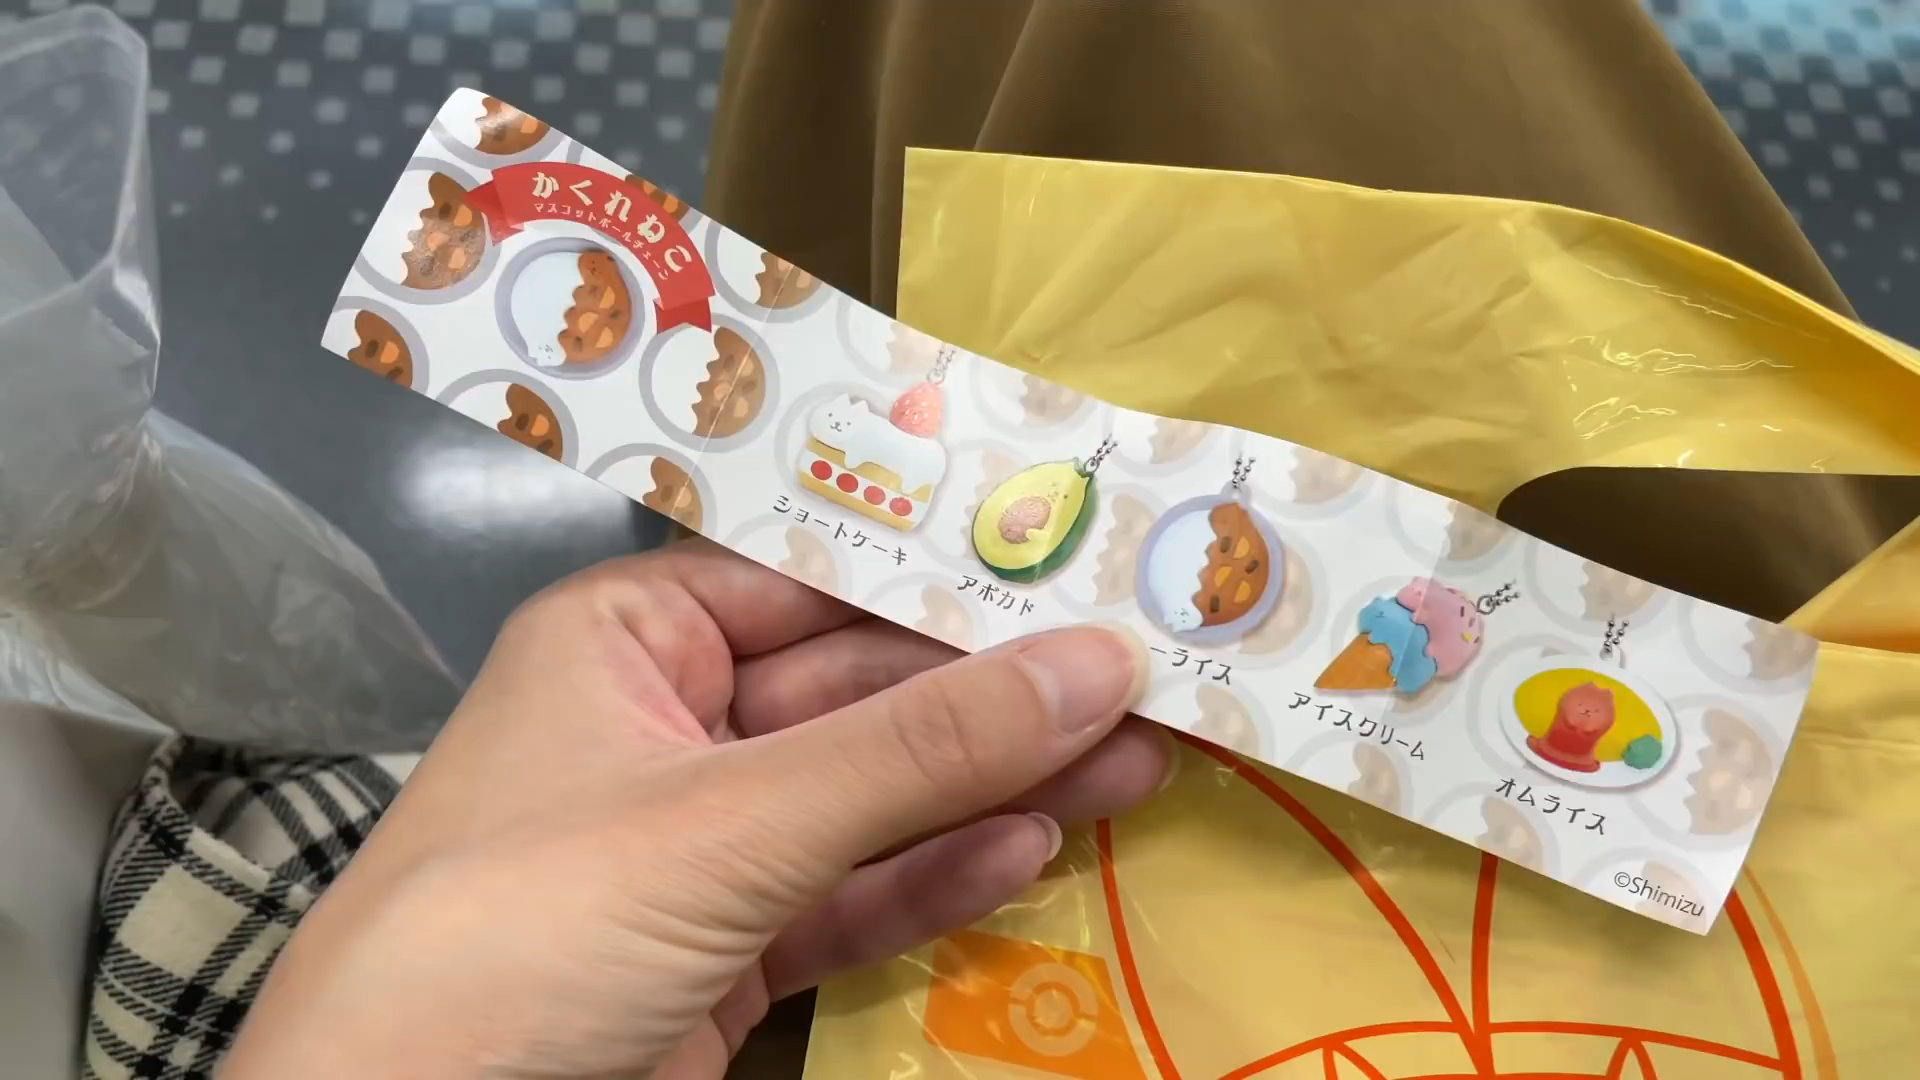 かくれねこ
マスコットボールチェーン
ショートケーキ
アボカド
ーライス
アイスクリーム
オムライス
©Shimizu